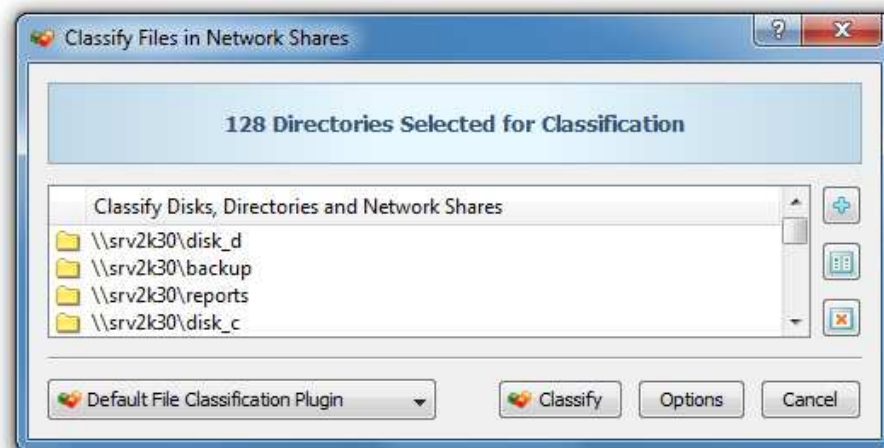 Classify Files in Network Shares
?
128 Directories Selected for Classification
Classify Disks, Directories and Network Shares
\\srv2k30\disk_d
\\srv2k30\backup
\\srv2k30\reports
\\srv2k30\disk_c
Default File Classification Plugin
Classify
Options
Cancel